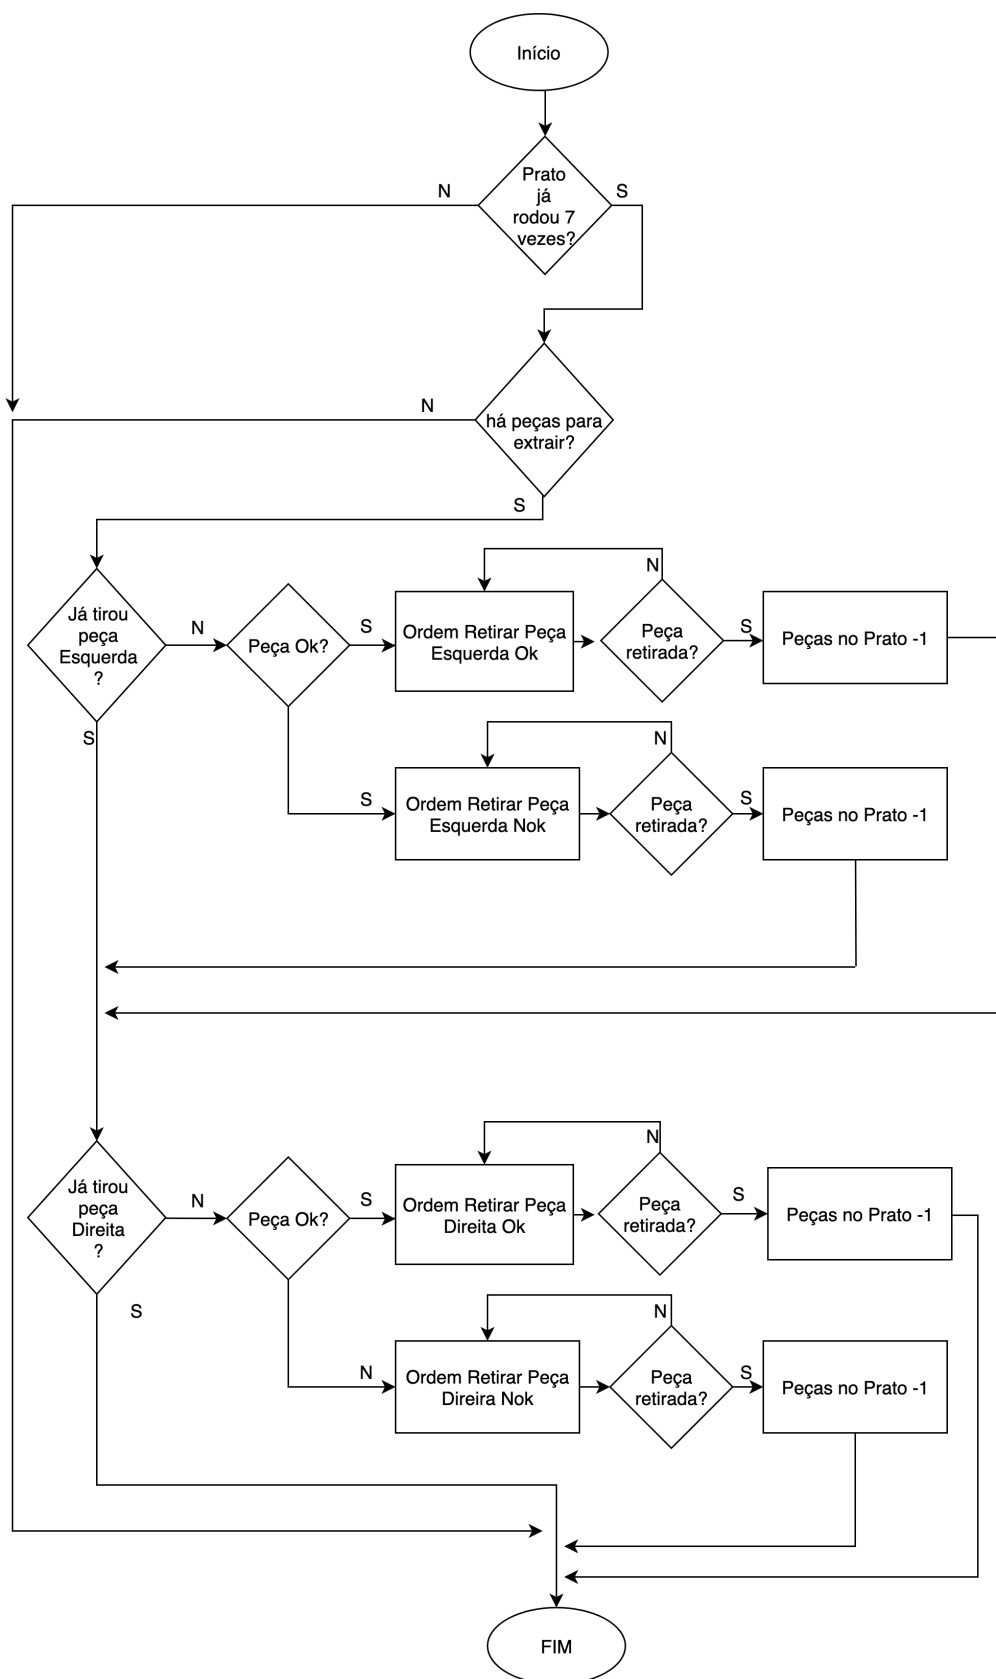 Início
Prato
já
rodou 7
vezes?
N
S
há peças para
extrair?
N
S
Já tirou
peça
Esquerda
?
N
S
Peça Ok?
S
S
Ordem Retirar Peça
Esquerda Ok
N
Peça
retirada?
S
Peças no Prato -1
Ordem Retirar Peça
Esquerda Nok
N
Peça
retirada?
S
Peças no Prato -1
Já tirou
peça
Direita
?
N
S
Peça Ok?
S
N
Ordem Retirar Peça
Direita Ok
N
Peça
retirada?
S
Peças no Prato -1
Ordem Retirar Peça
Direira Nok
N
Peça
retirada?
S
Peças no Prato -1
FIM